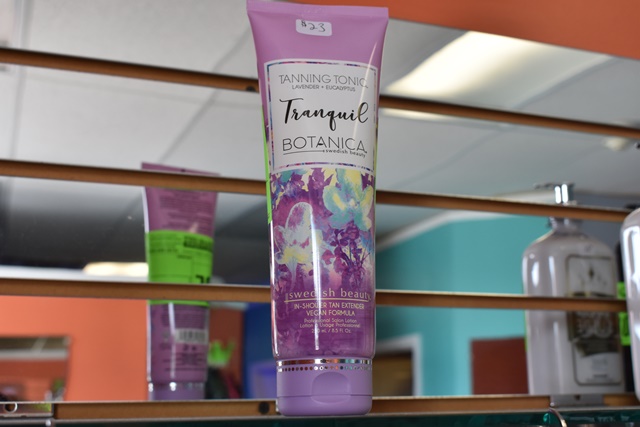 $23
TANNING TONIC
LAVENDER + EUCALYPTUS
Tranquil
BOTANICA
swedish beauty
swedish beauty
IN-SHOWER TAN EXTENDER
VEGAN FORMULA
Professional Salon Lotion